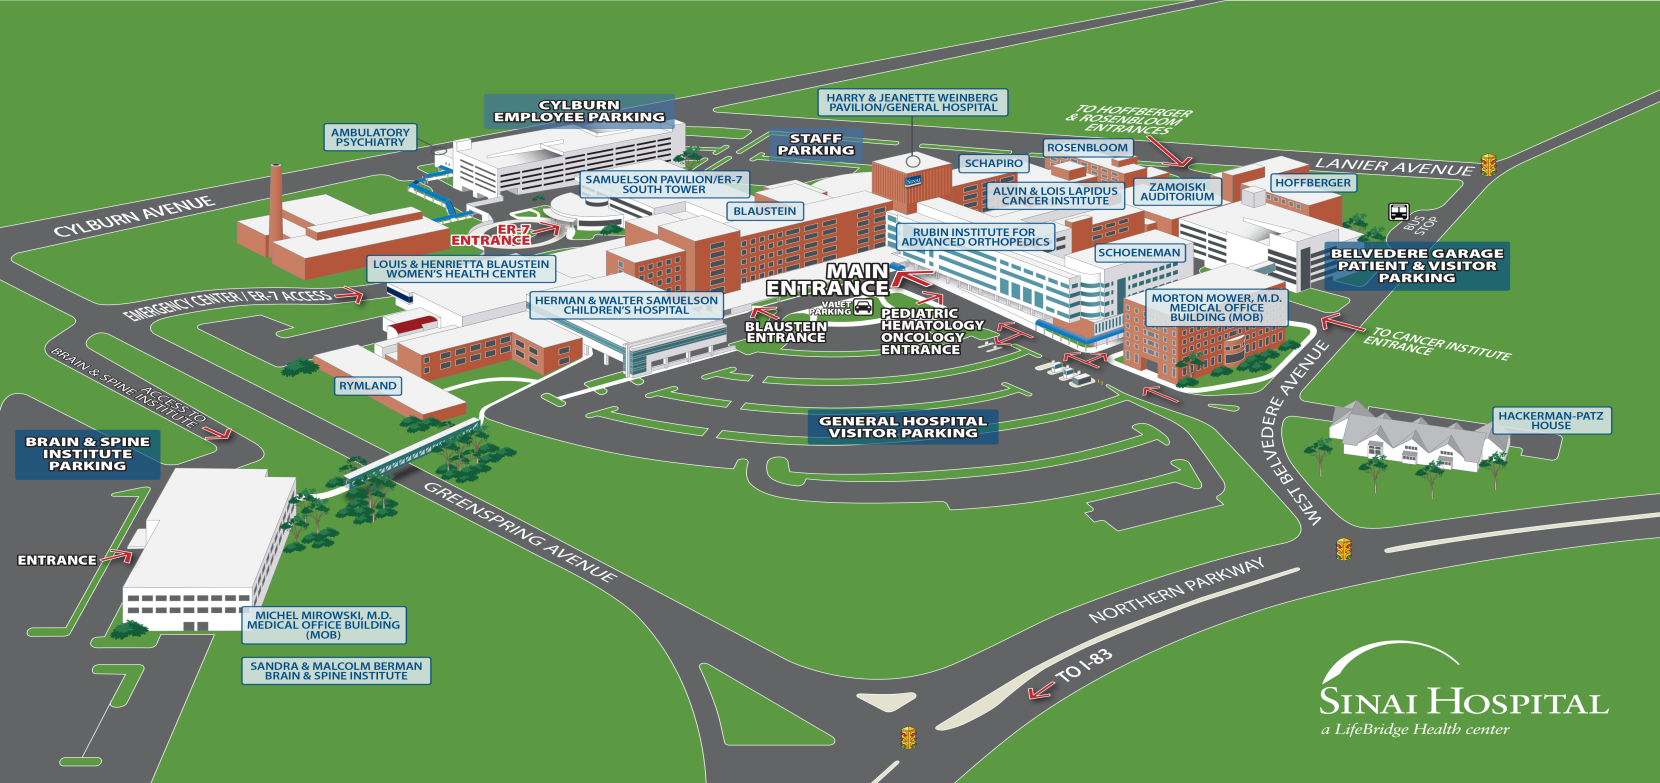 CYLBURN
EMPLOYEE PARKING
AMBULATORY
PSYCHIATRY
HARRY & JEANETTE WEINBERG
PAVILION/GENERAL HOSPITAL
TO HOFFBERGER
& ROSENBLOOM
ENTRANCES
STAFF
PARKING
ROSENBLOOM
SCHAPIRO
LANIER AVENUE
SAMUELSON PAVILION/ER-7
SOUTH TOWER
SINAI
ALVIN & LOIS LAPIDUS
CANCER INSTITUTE
ZAMOISKI
AUDITORIUM
HOFFBERGER
CYLBURN AVENUE
BLAUSTEIN
BUS
STOP
ER-7
ENTRANCE
RUBIN INSTITUTE FOR
ADVANCED ORTHOPEDICS
SCHOENEMAN
BELVEDERE GARAGE
PATIENT & VISITOR
PARKING
LOUIS & HENRIETTA BLAUSTEIN
WOMEN'S HEALTH CENTER
MAIN
ENTRANCE
EMERGENCY CENTER / ER-7 ACCESS
HERMAN & WALTER SAMUELSON
CHILDREN'S HOSPITAL
VALET
PARKING
MORTON MOWER, M.D.
MEDICAL OFFICE
BUILDING (MOB)
BLAUSTEIN
ENTRANCE
PEDIATRIC
HEMATOLOGY
ONCOLOGY
ENTRANCE
TO CANCER INSTITUTE
ENTRANCE
ACCESS TO
BRAIN & SPINE INSTITUTE
RYMLAND
WEST BELVEDERE AVENUE
GENERAL HOSPITAL
VISITOR PARKING
HACKERMAN-PATZ
HOUSE
BRAIN & SPINE
INSTITUTE
PARKING
GREENSPRING AVENUE
ENTRANCE
NORTHERN PARKWAY
MICHEL MIROWSKI, M.D.
MEDICAL OFFICE BUILDING
(MOB)
SANDRA & MALCOLM BERMAN
BRAIN & SPINE INSTITUTE
TO I-83
SINAI HOSPITAL
a LifeBridge Health center